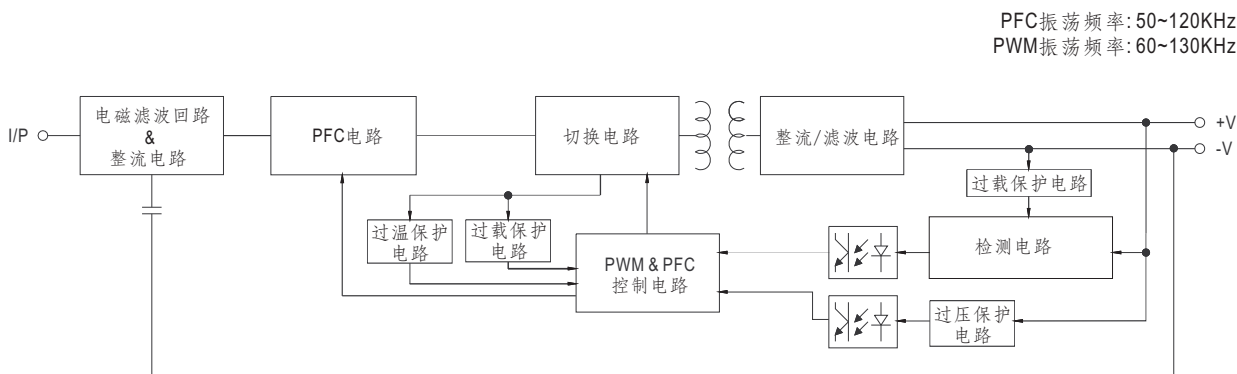 PFC振荡频率: 50~120KHz
PWM振荡频率: 60~130KHz
I/P
电磁滤波回路
&
整流电路
PFC电路
切换电路
整流/滤波电路
+V
-V
过载保护电路
过温保护
电路
过载保护
电路
PWM & PFC
控制电路
检测电路
过压保护
电路